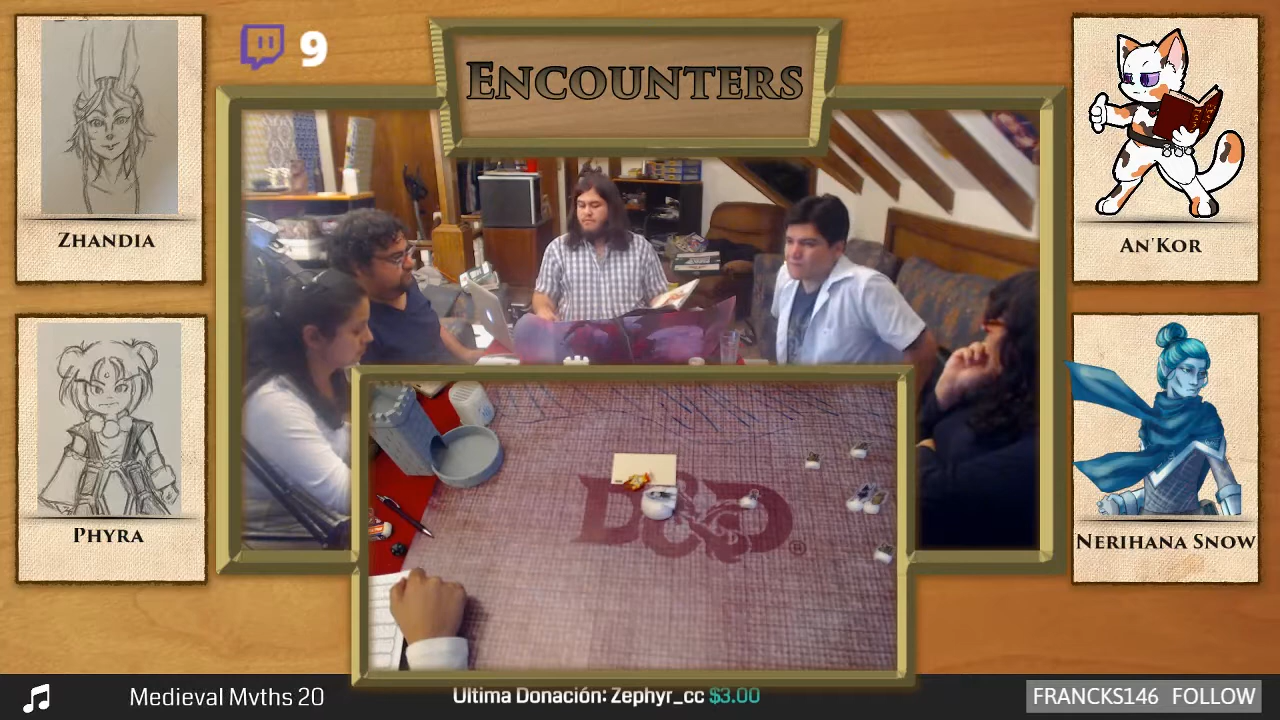 9
ENCOUNTERS
ZHANDIA
AN'KOR
D&D
®
PHYRA
NERIHANA SNOW
Medieval Myths 20
Ultima Donación: Zephyr_cc $3.00
FRANCKS146 FOLLOW